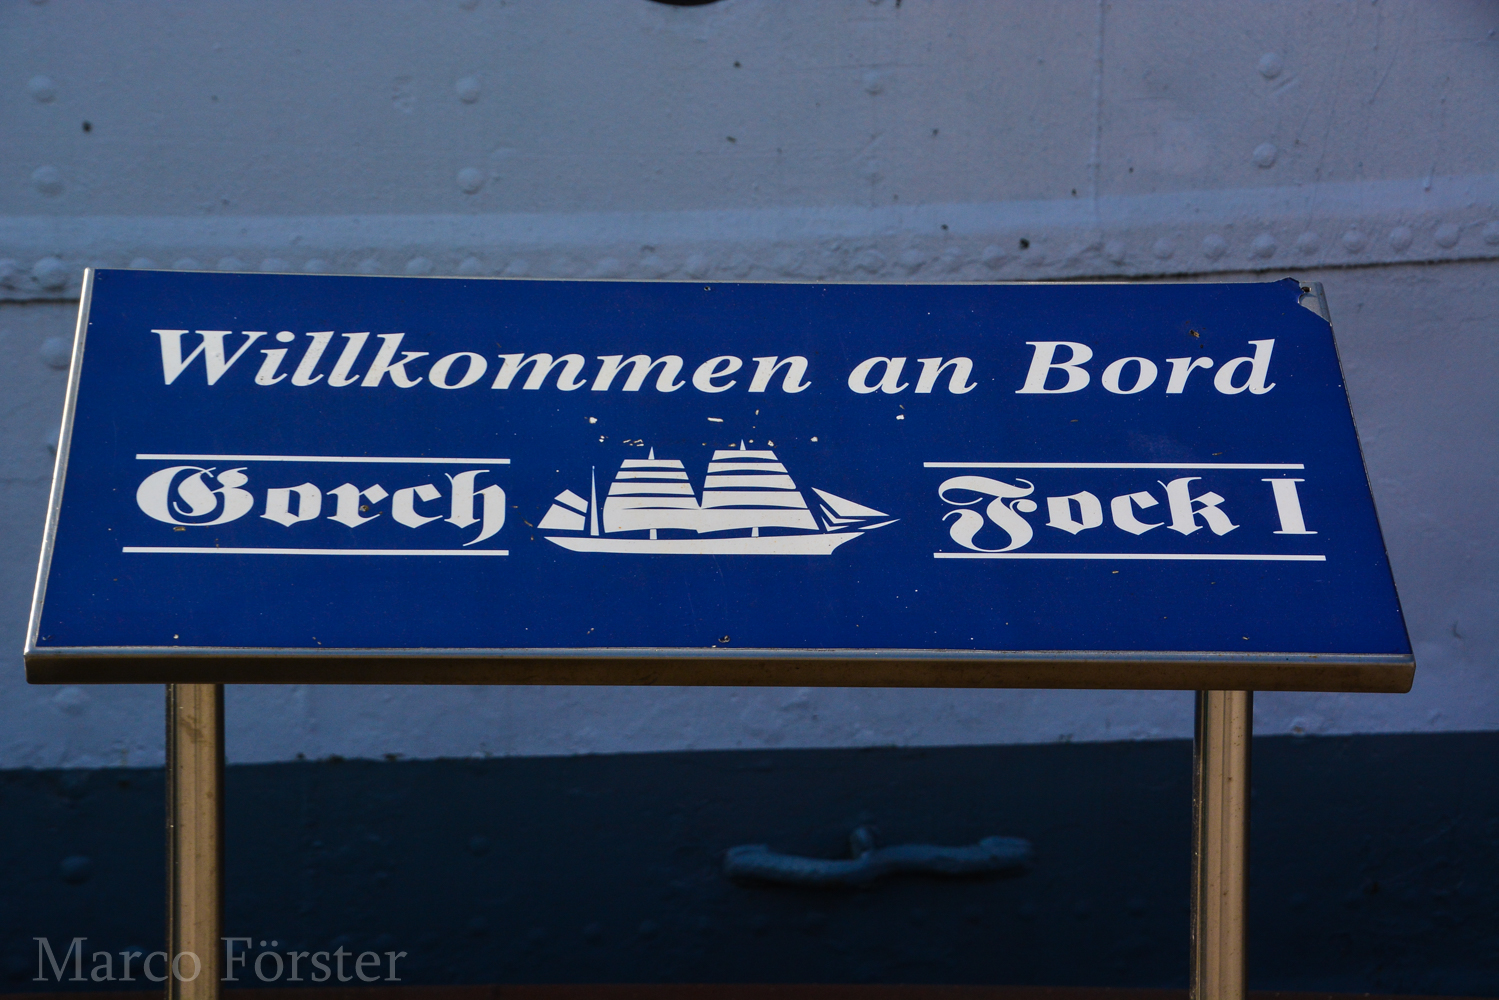 Willkommen an Bord
Gorch Fock I
Marco Förster